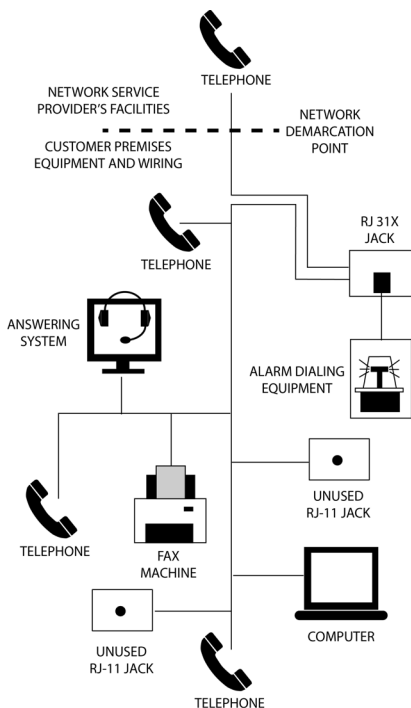 TELEPHONE
NETWORK SERVICE
PROVIDER'S FACILITIES
NETWORK
DEMARCATION
POINT
CUSTOMER PREMISES
EQUIPMENT AND WIRING
RJ 31X
JACK
TELEPHONE
ANSWERING
SYSTEM
ALARM DIALING
EQUIPMENT
UNUSED
RJ-11 JACK
TELEPHONE
FAX
MACHINE
COMPUTER
UNUSED
RJ-11 JACK
TELEPHONE